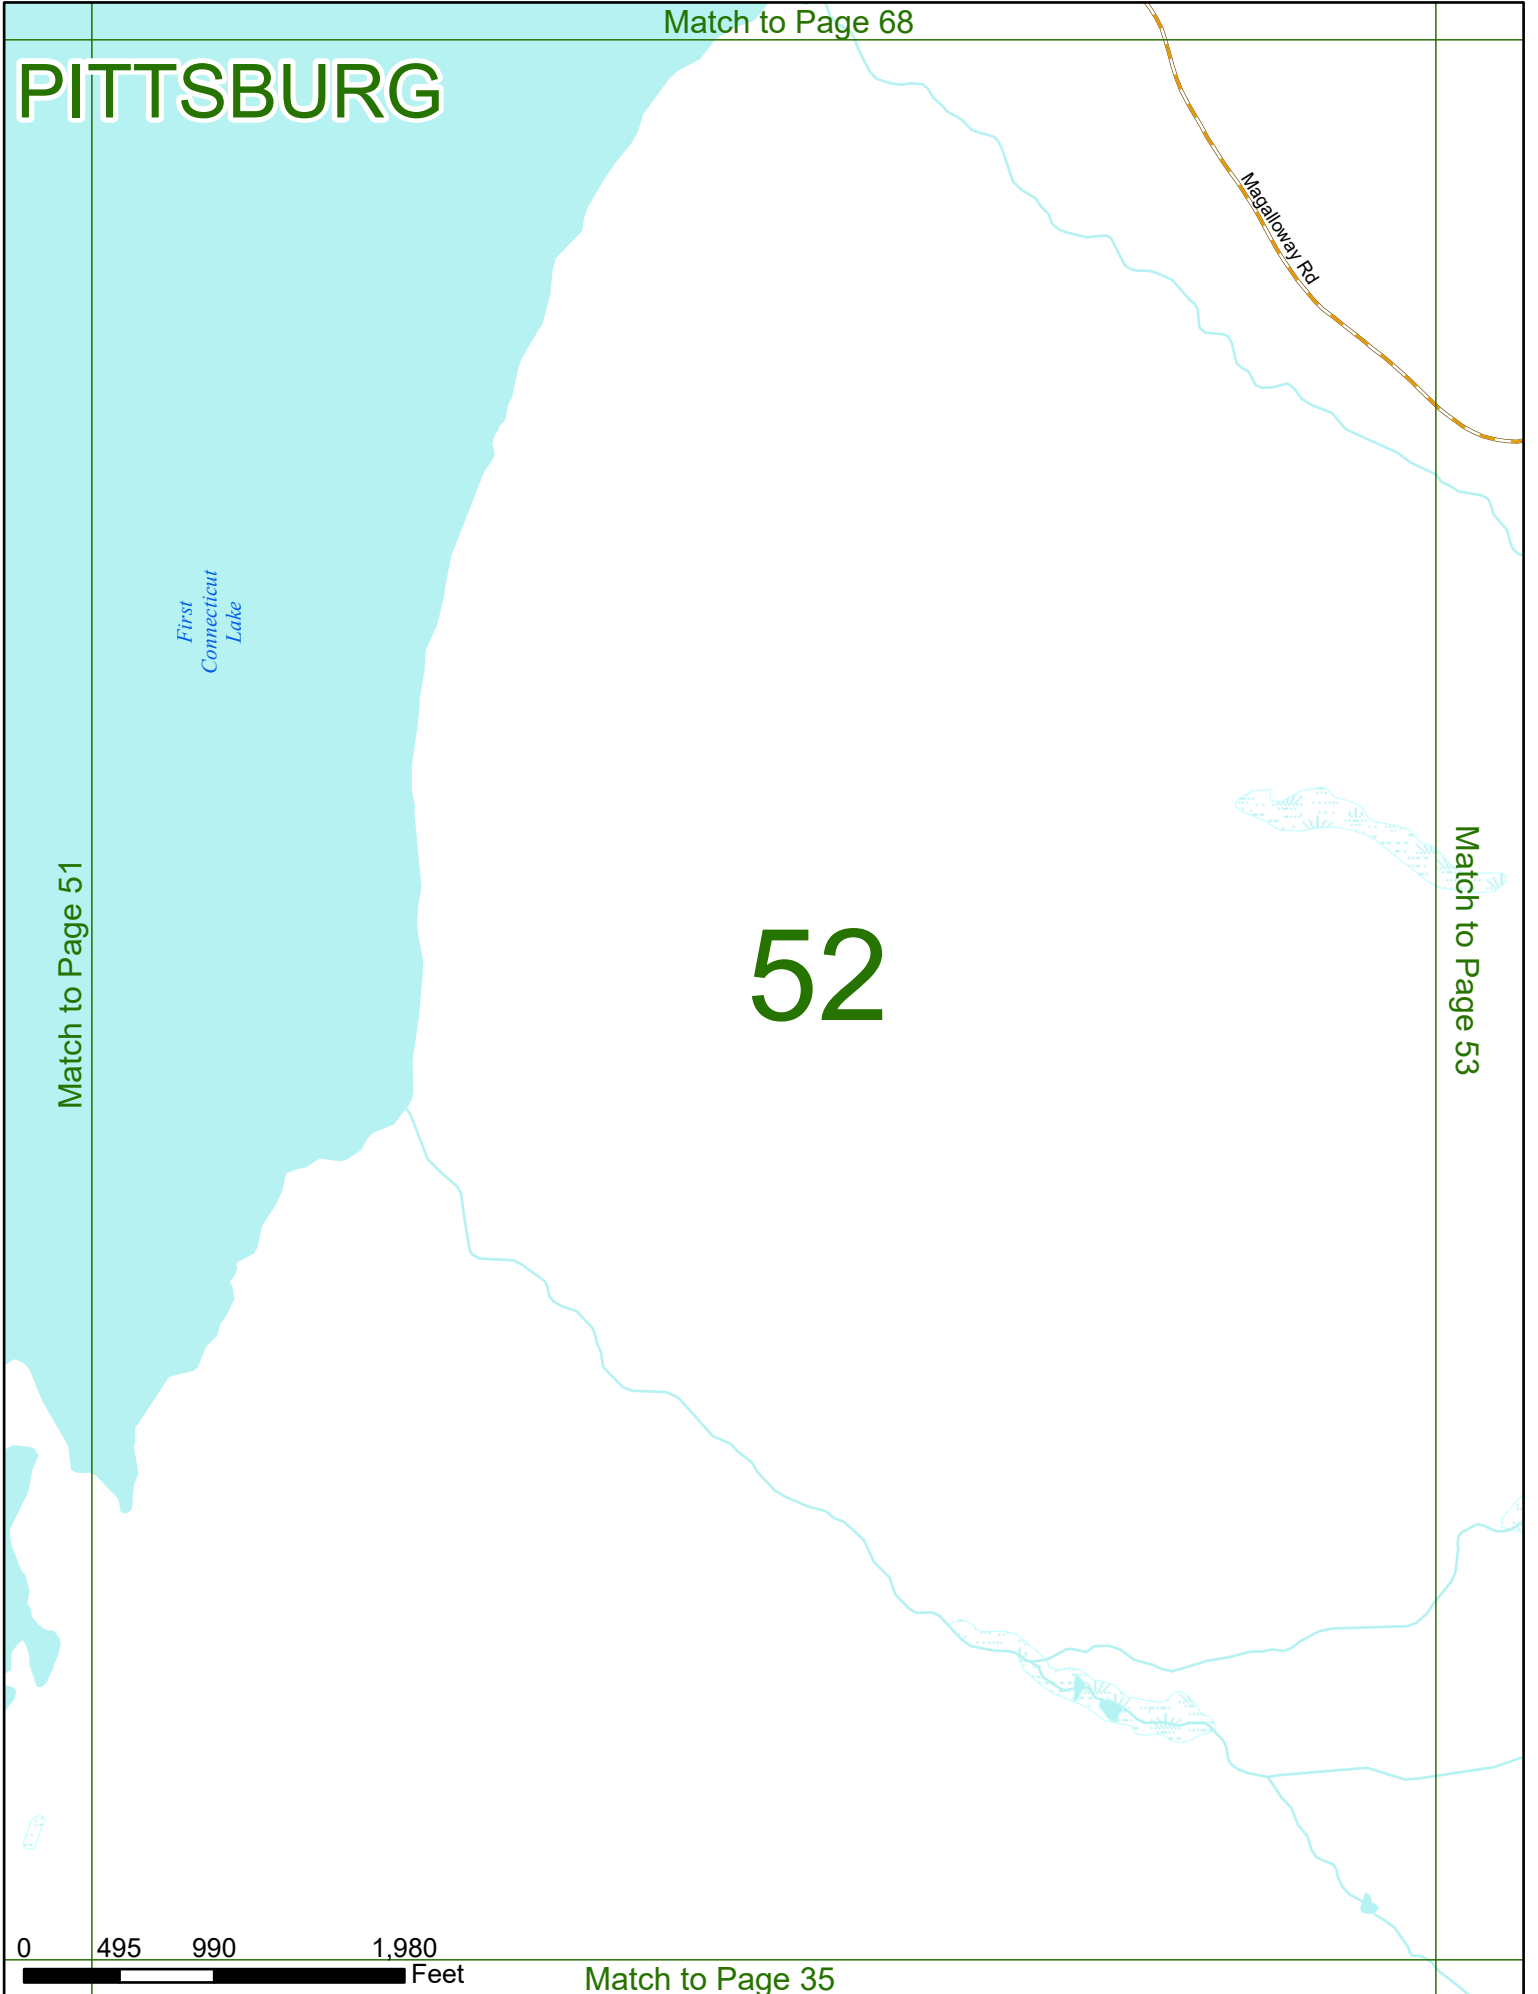 Match to Page 68
PITTSBURG
Magalloway Rd
First
Connecticut
Lake
Match to Page 51
52
Match to Page 53
0 495 990 1,980
Feet
Match to Page 35